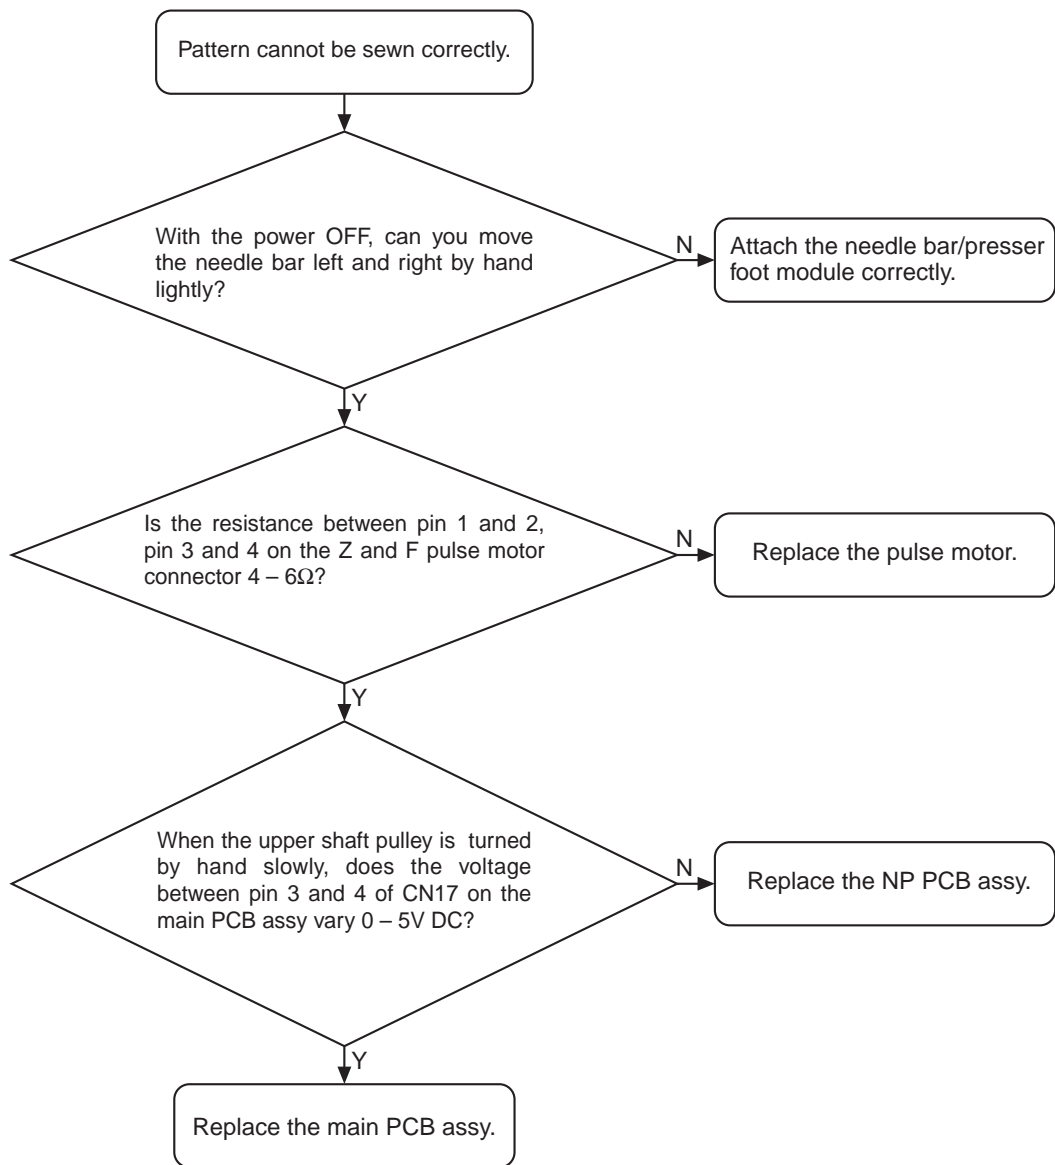 Pattern cannot be sewn correctly.
With the power OFF, can you move
the needle bar left and right by hand
lightly?
N
Attach the needle bar/presser
foot module correctly.
Y
Is the resistance between pin 1 and 2,
pin 3 and 4 on the Z and F pulse motor
connector 4 – 6Ω?
N
Replace the pulse motor.
Y
When the upper shaft pulley is turned
by hand slowly, does the voltage
between pin 3 and 4 of CN17 on the
main PCB assy vary 0 – 5V DC?
N
Replace the NP PCB assy.
Y
Replace the main PCB assy.